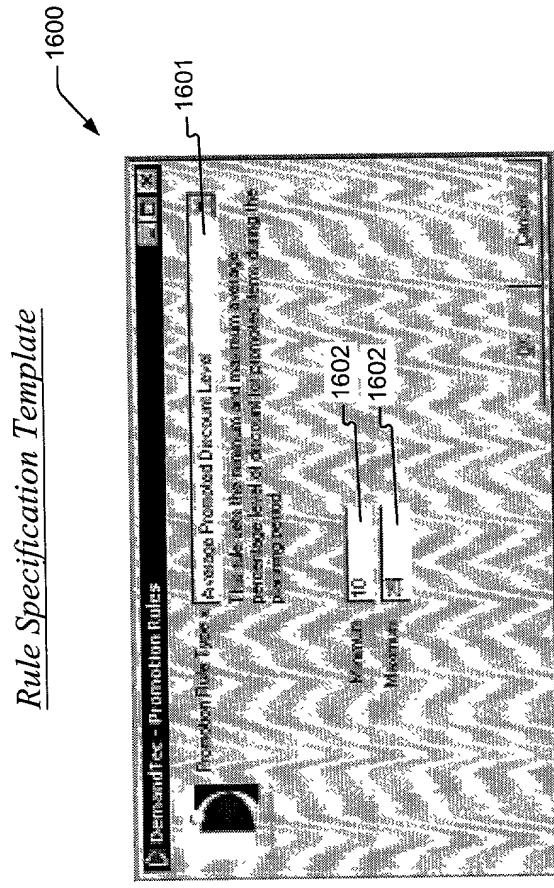 Rule Specification Template
1600
DemandTec - Promotion Rules
Promotion Rule Type
Average Promoted Discount Level
1601
This rule sets the minimum and maximum average
percentage level of discount for promoted items during the
planning period.
Minimum
10
1602
Maximum
1602
OK
Cancel